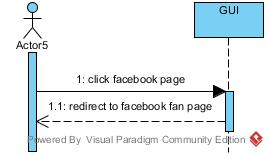 GUI
Actor5
1: click facebook page
1.1: redirect to facebook fan page
Powered By Visual Paradigm Community Edition